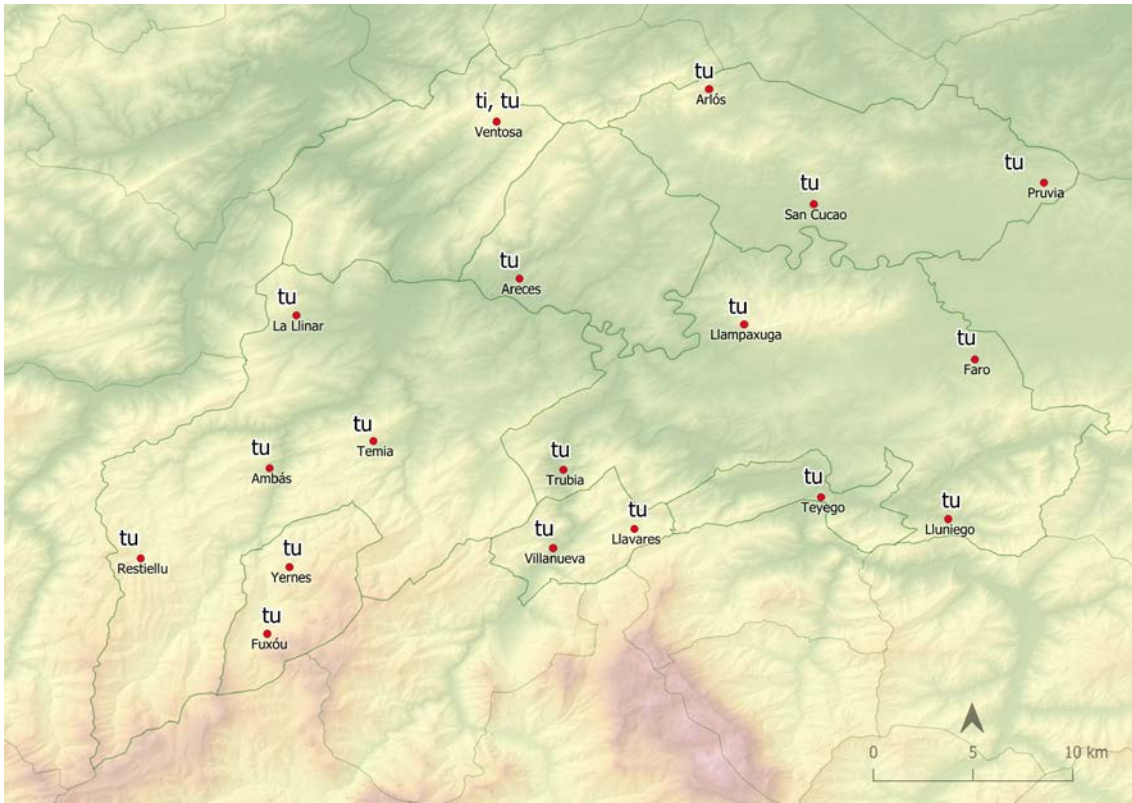 tu
Arlós
ti, tu
Ventosa
tu
Pruvia
tu
San Cucao
tu
Areces
tu
La Llinar
tu
Llampaxuga
tu
Faro
tu
Temia
tu
Ambás
tu
Trubia
tu
Teyego
tu
Lluniego
tu
Llavares
tu
Villanueva
tu
Restiellu
tu
Yernes
tu
Fuxóu
0 5 10 km